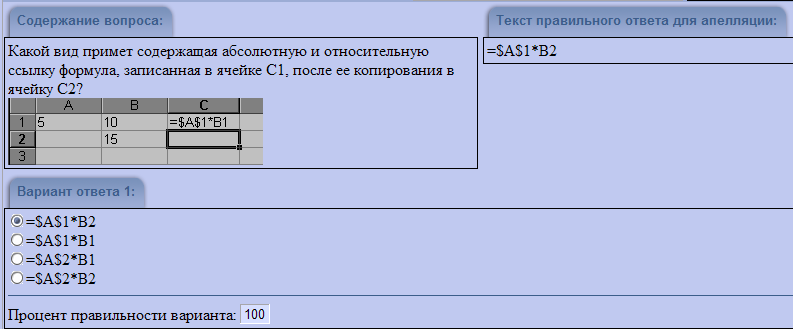 Содержание вопроса:
Текст правильного ответа для апелляции:
Какой вид примет содержащая абсолютную и относительную
ссылку формула, записанная в ячейке С1, после ее копирования в
ячейку С2?
=$A$1*B2
A B C
1 5 10 =$A$1*B1
2 15
3
Вариант ответа 1:
=$A$1*B2
=$A$1*B1
=$A$2*B1
=$A$2*B2
Процент правильности варианта: 100